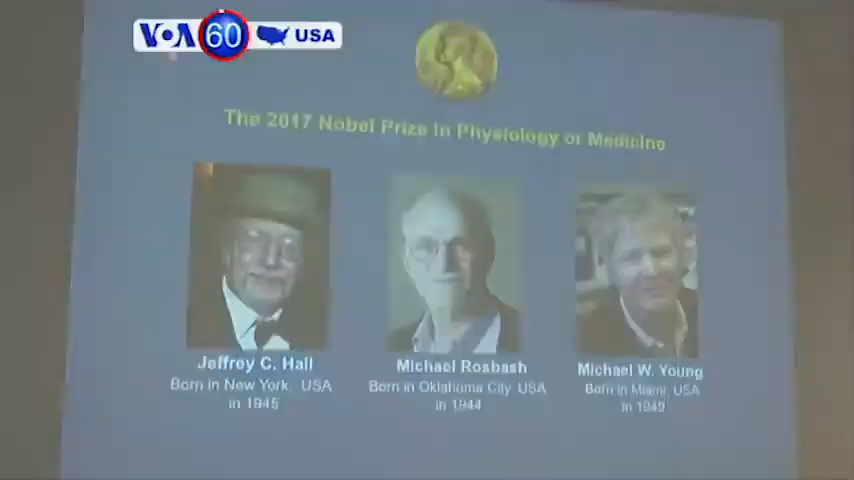 VOA 60 USA
The 2017 Nobel Prize in Physiology or Medicine
Jeffrey C. Hall
Born in New York, USA
in 1945
Michael Rosbash
Born in Oklahoma City USA
in 1944
Michael W. Young
Born in Miami, USA
in 1949